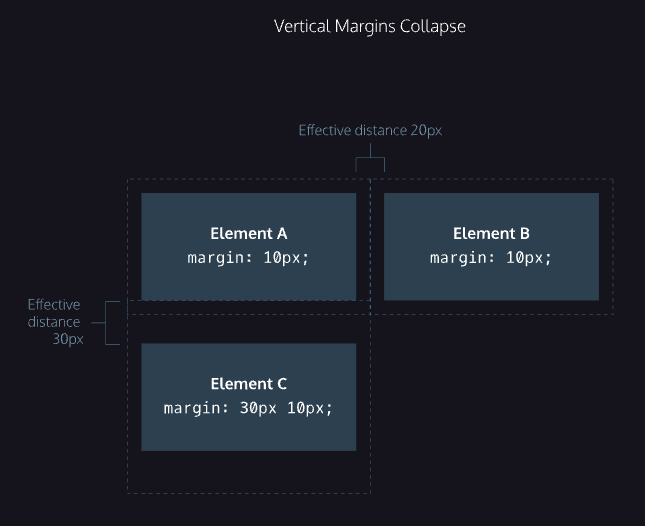 Vertical Margins Collapse
Effective distance 20px
Element A
margin: 10px;
Element B
margin: 10px;
Effective
distance
30px
Element C
margin: 30px 10px;